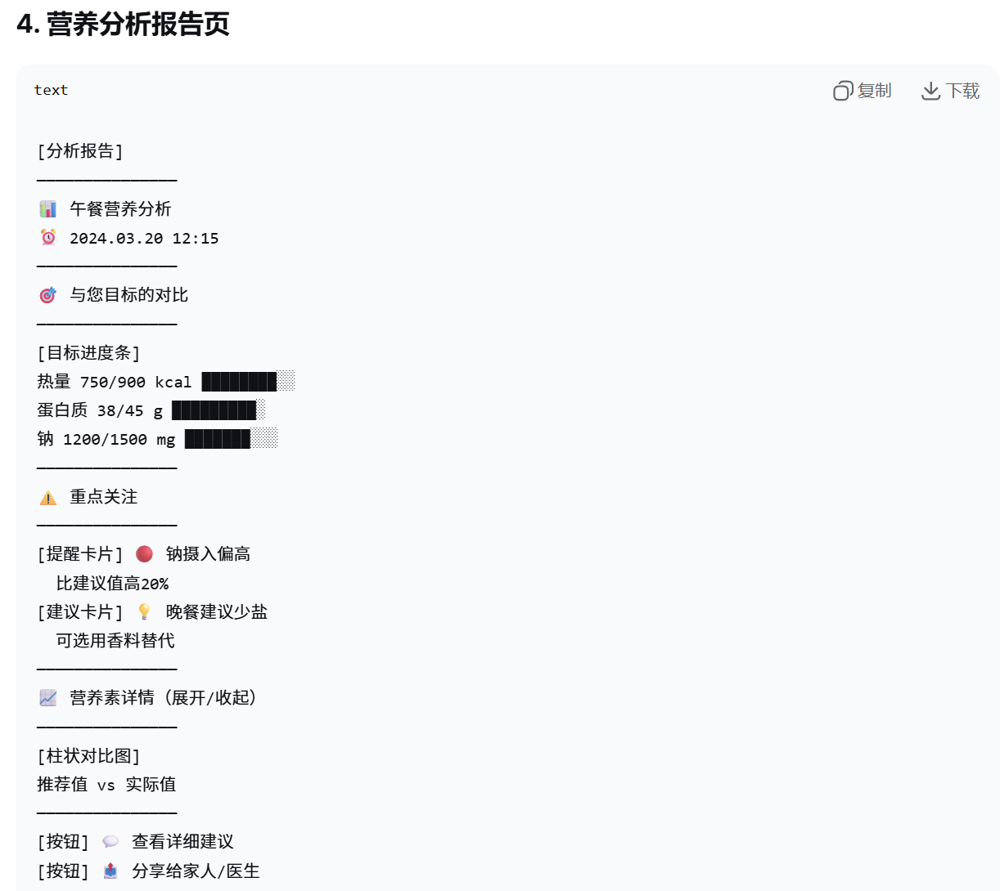 4. 营养分析报告页
text
复制 下载
[分析报告]
———————————————
📊 午餐营养分析
⏰ 2024.03.20 12:15
———————————————
🎯 与您目标的对比
———————————————
[目标进度条]
热量 750/900 kcal ████████░░
蛋白质 38/45 g █████████░
钠 1200/1500 mg ███████░░░
———————————————
⚠️ 重点关注
———————————————
[提醒卡片] 🔴 钠摄入偏高
比建议值高20%
[建议卡片] 💡 晚餐建议少盐
可选用香料替代
———————————————
📈 营养素详情（展开/收起）
———————————————
[柱状对比图]
推荐值 vs 实际值
———————————————
[按钮] 💬 查看详细建议
[按钮] 📤 分享给家人/医生